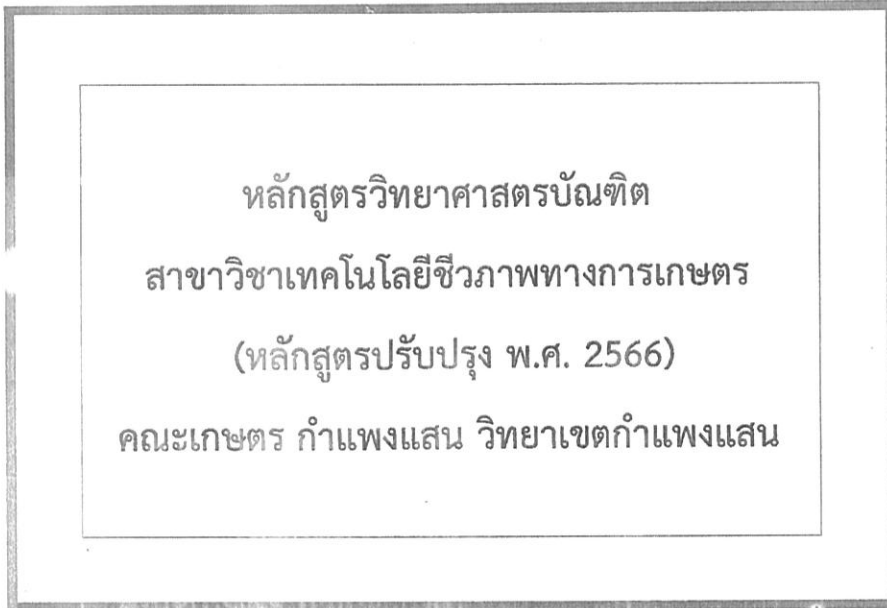 หลักสูตรวิทยาศาสตรบัณฑิต
สาขาวิชาเทคโนโลยีชีวภาพทางการเกษตร
(หลักสูตรปรับปรุง พ.ศ. 2566)
คณะเกษตร กำแพงแสน วิทยาเขตกำแพงแสน